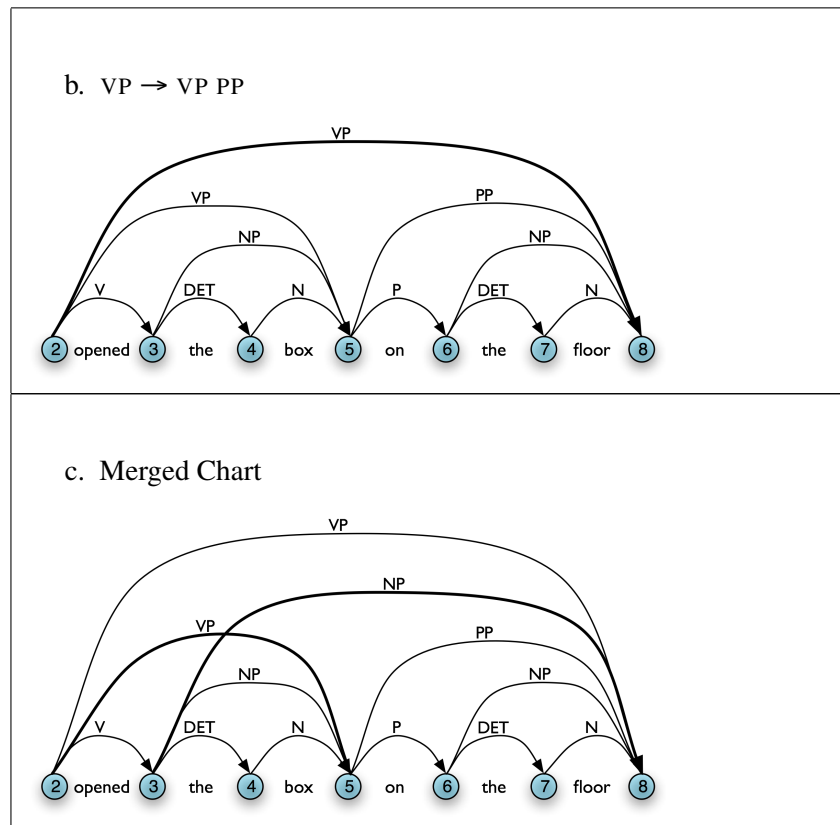 b. VP → VP PP
VP
VP
PP
NP
NP
V
DET
N
P
DET
N
2 opened 3 the 4 box 5 on 6 the 7 floor 8
c. Merged Chart
VP
NP
VP
PP
NP
NP
V
DET
N
P
DET
N
2 opened 3 the 4 box 5 on 6 the 7 floor 8